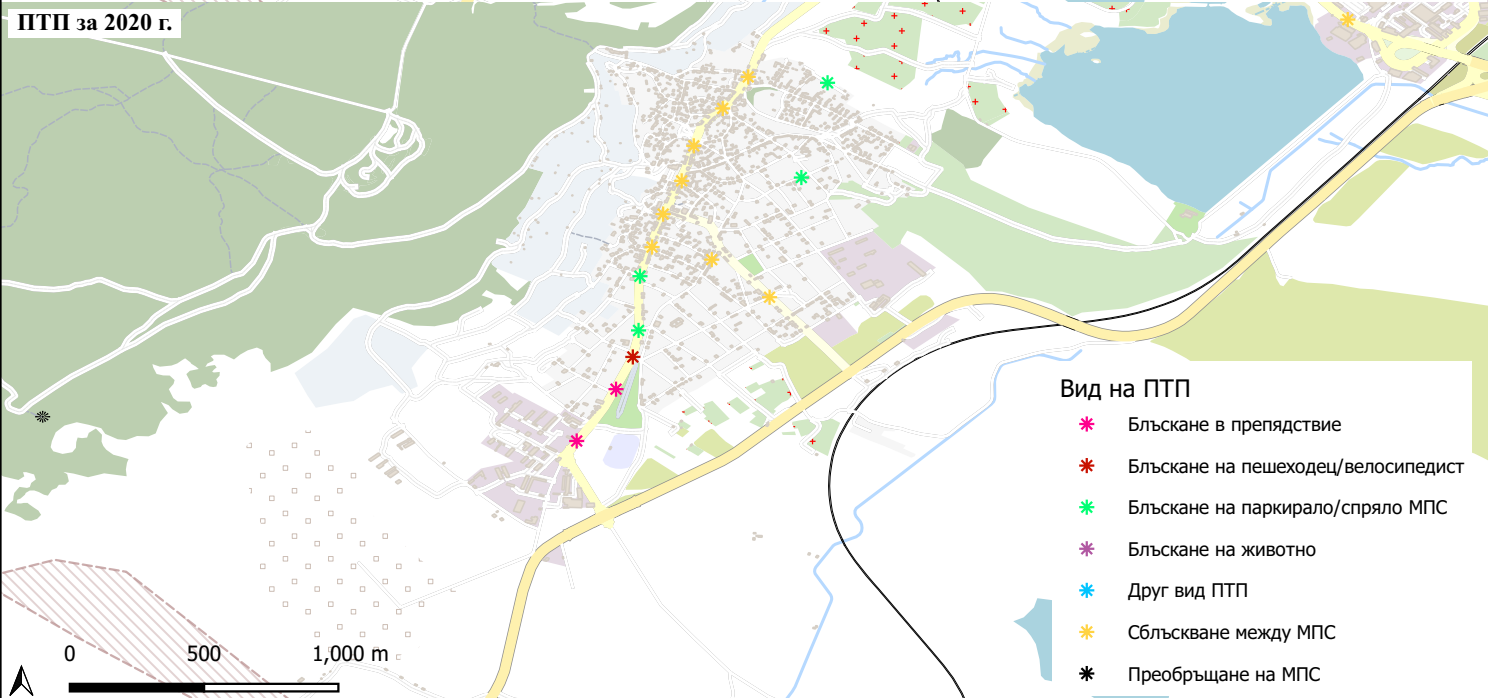 ПТП за 2020 г.
Вид на ПТП
Блъскане в препядствие
Блъскане на пешеходец/велосипедист
Блъскане на паркирало/спряло МПС
Блъскане на животно
Друг вид ПТП
Сблъскване между МПС
Преобръщане на МПС
0 500 1,000 m